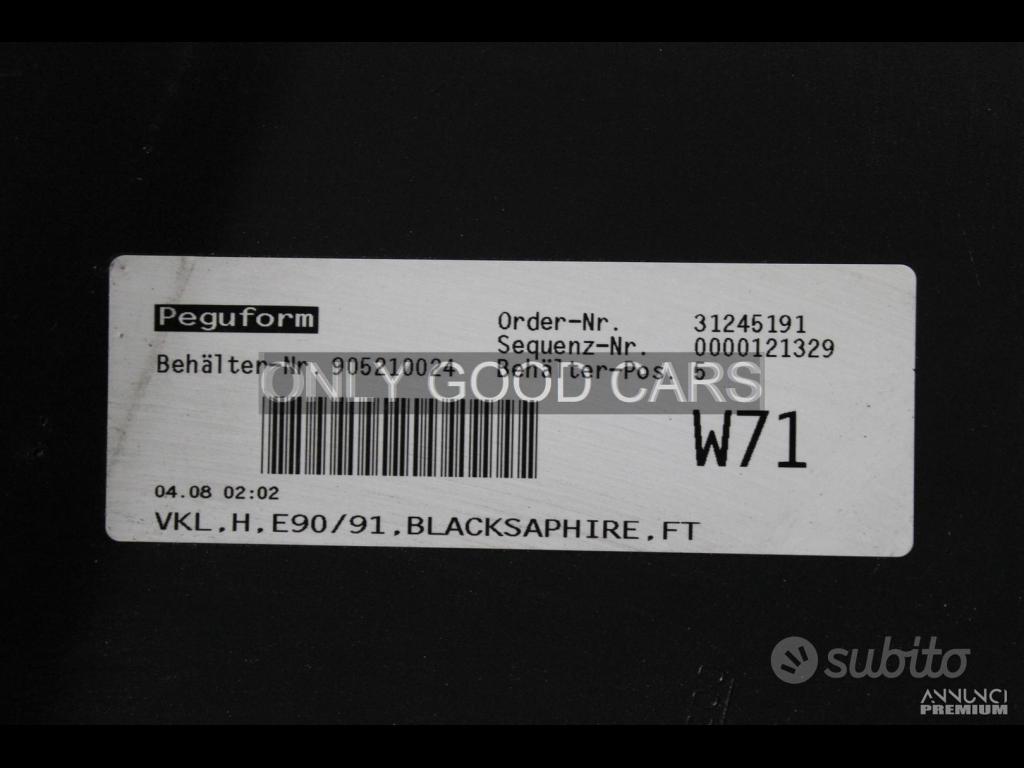 Peguform
Order-Nr. 31245191
Sequenz-Nr. 0000121329
Behälter-Nr. 905210024 Behälter-Pos. 5
ONLY GOOD CARS
W71
04.08 02:02
VKL,H,E90/91,BLACKSAPHIRE,FT
subito
ANNUNCI
PREMIUM